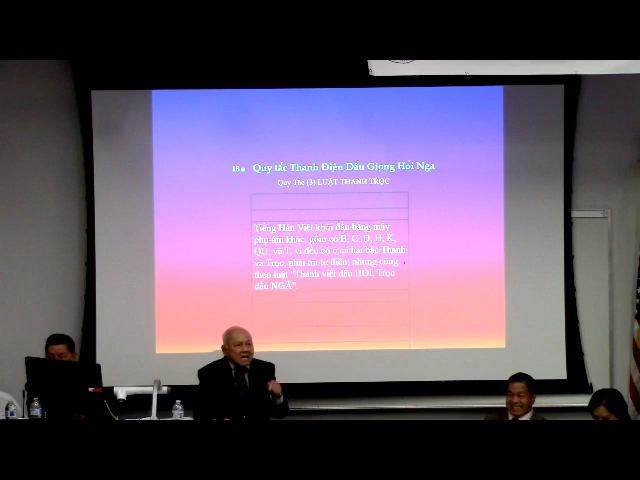 18 Quy tắc Thanh Điệu Dấu Giọng Hỏi Ngã
Quy Tắc (3) LUẬT THANH TRỌC
Tiếng Hán Việt khởi đầu bằng mấy
phụ-âm khác, gồm có B, C, D, H, K,
QU, và T, vì đều có ở cả hai bậc Thanh
và Trọc, phải tra tự điển, nhưng cũng
theo luật "Thanh viết dấu HỎI, Trọc
dấu NGÃ".